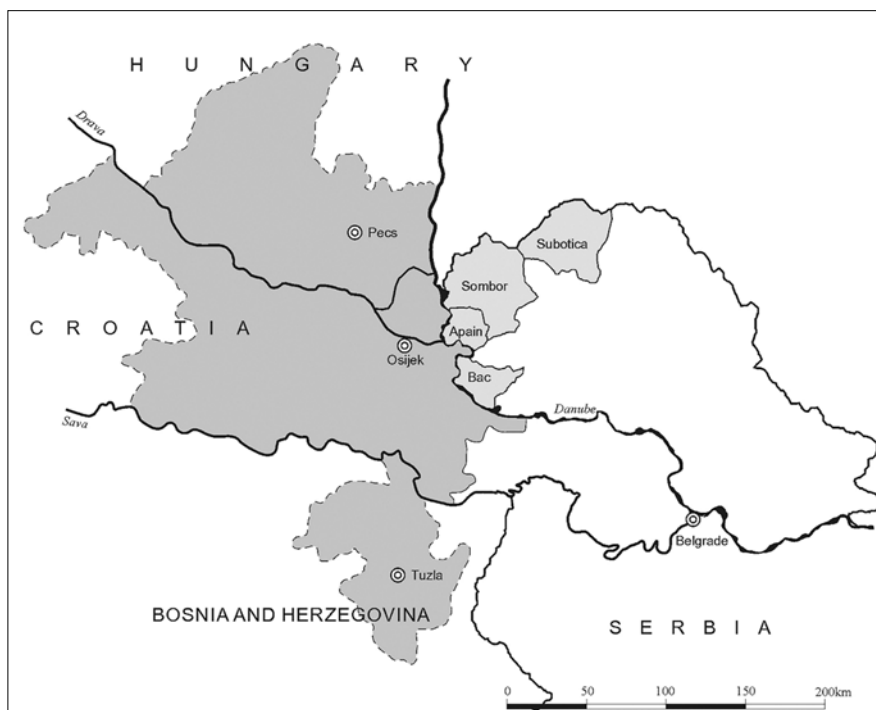 H U N G A R Y
Drava
Pecs
Subotica
Sombor
C R O A T I A
Apain
Osijek
Bac
Sava
Danube
Belgrade
Tuzla
BOSNIA AND HERZEGOVINA
S E R B I A
0 50 100 150 200km